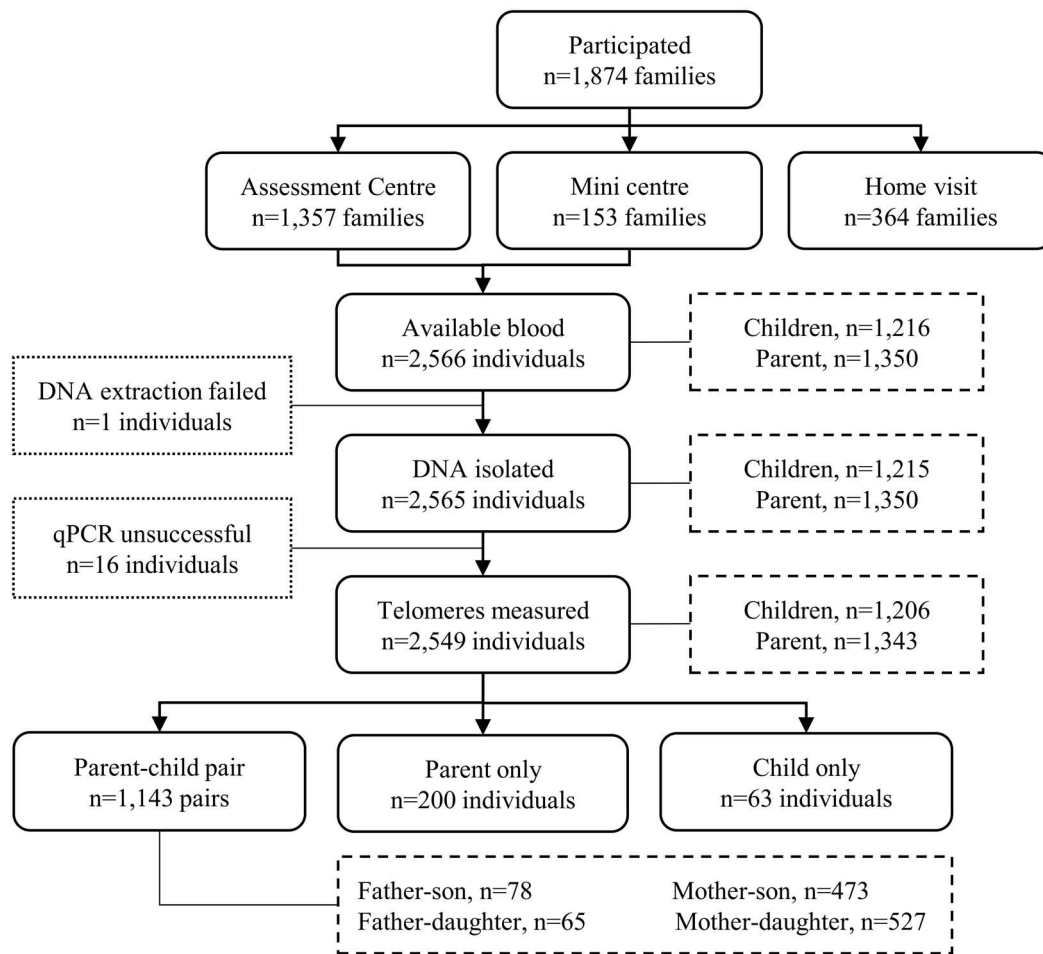 Participated
n=1,874 families
Assessment Centre
n=1,357 families
Mini centre
n=153 families
Home visit
n=364 families
Available blood
n=2,566 individuals
Children, n=1,216
Parent, n=1,350
DNA extraction failed
n=1 individuals
DNA isolated
n=2,565 individuals
Children, n=1,215
Parent, n=1,350
qPCR unsuccessful
n=16 individuals
Telomeres measured
n=2,549 individuals
Children, n=1,206
Parent, n=1,343
Parent-child pair
n=1,143 pairs
Parent only
n=200 individuals
Child only
n=63 individuals
Father-son, n=78 Mother-son, n=473
Father-daughter, n=65 Mother-daughter, n=527